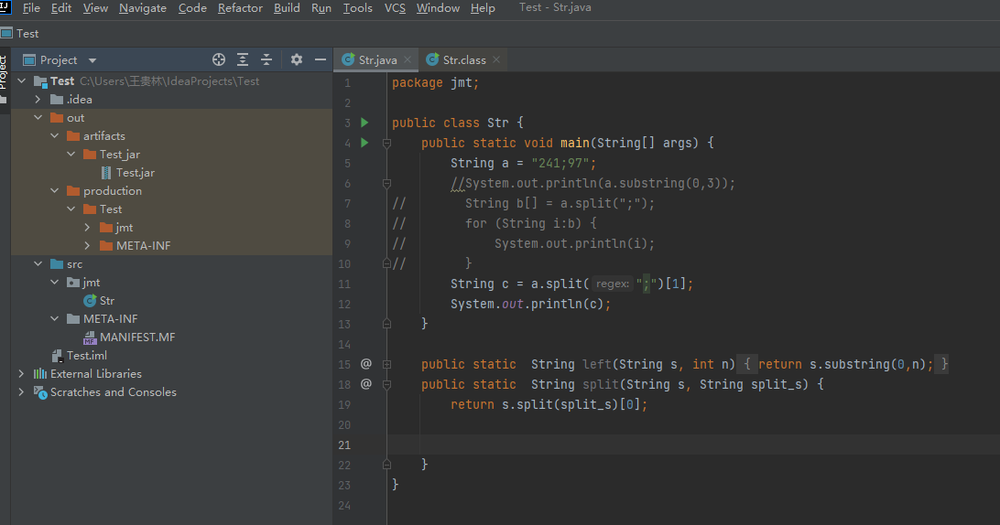 File Edit View Navigate Code Refactor Build Run Tools VCS Window Help Test - Str.java
Test
Project
Project
Str.java
Str.class
Test C:\Users\王贵林\IdeaProjects\Test
.idea
out
artifacts
Test_jar
Test.jar
production
Test
jmt
META-INF
src
jmt
Str
META-INF
MANIFEST.MF
Test.iml
External Libraries
Scratches and Consoles
1 package jmt;
2
3 public class Str {
4 public static void main(String[] args) {
5 String a = "241;97";
6 //System.out.println(a.substring(0,3));
7 // String b[] = a.split(";");
8 // for (String i:b) {
9 // System.out.println(i);
10 // }
11 String c = a.split( regex: ";")[1];
12 System.out.println(c);
13 }
14
15 @ public static String left(String s, int n) { return s.substring(0,n); }
18 @ public static String split(String s, String split_s) {
19 return s.split(split_s)[0];
20
21
22 }
23 }
24